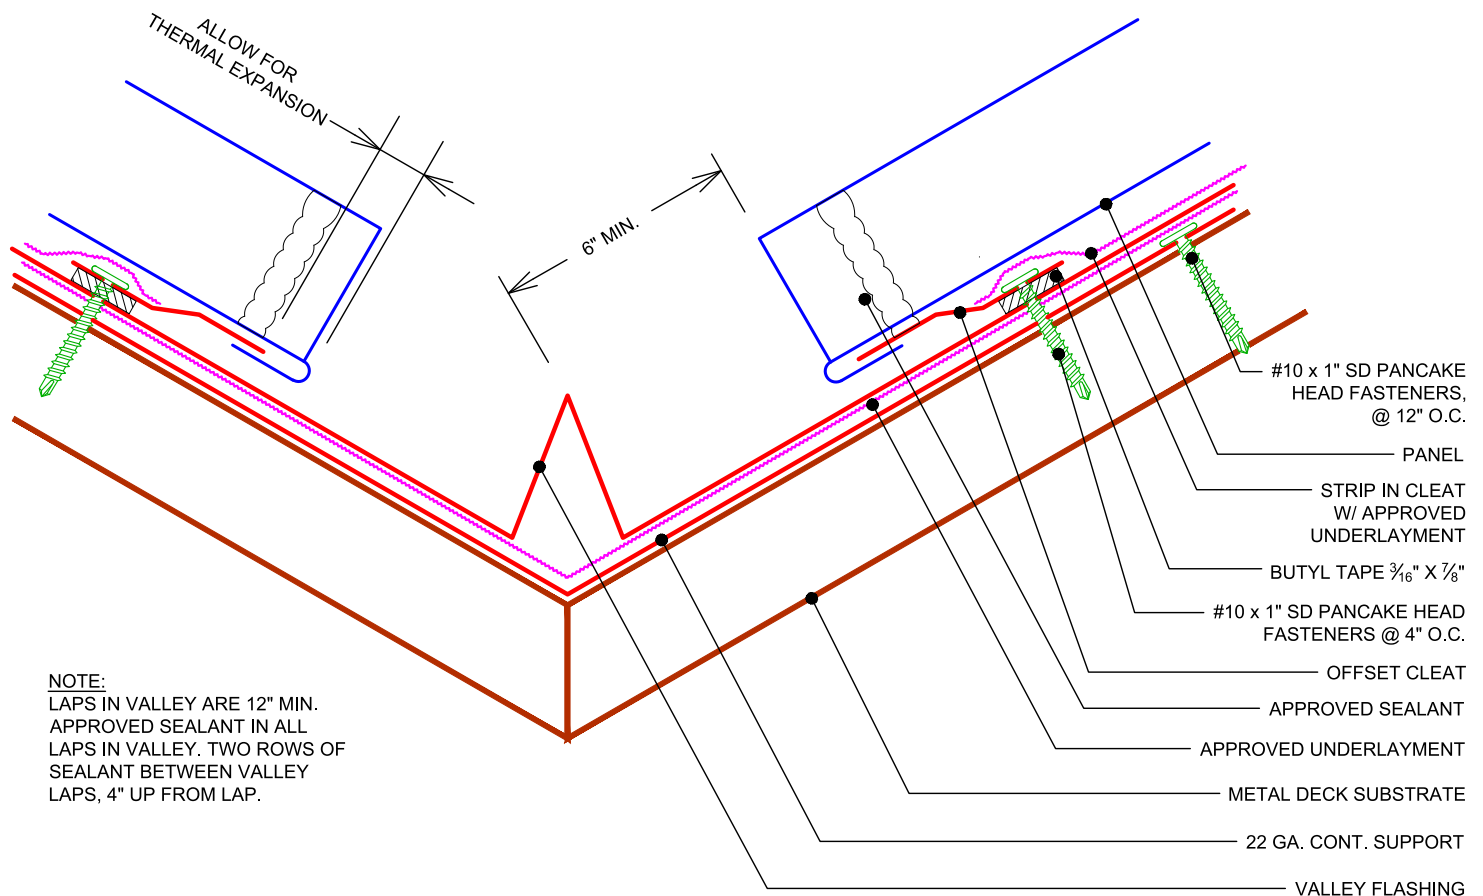 ALLOW FOR
THERMAL EXPANSION
6" MIN.
#10 x 1" SD PANCAKE
HEAD FASTENERS,
@ 12" O.C.
PANEL
STRIP IN CLEAT
W/ APPROVED
UNDERLAYMENT
BUTYL TAPE 3⁄16" X 7⁄8"
#10 x 1" SD PANCAKE HEAD
FASTENERS @ 4" O.C.
OFFSET CLEAT
APPROVED SEALANT
APPROVED UNDERLAYMENT
METAL DECK SUBSTRATE
22 GA. CONT. SUPPORT
VALLEY FLASHING
NOTE:
LAPS IN VALLEY ARE 12" MIN.
APPROVED SEALANT IN ALL
LAPS IN VALLEY. TWO ROWS OF
SEALANT BETWEEN VALLEY
LAPS, 4" UP FROM LAP.